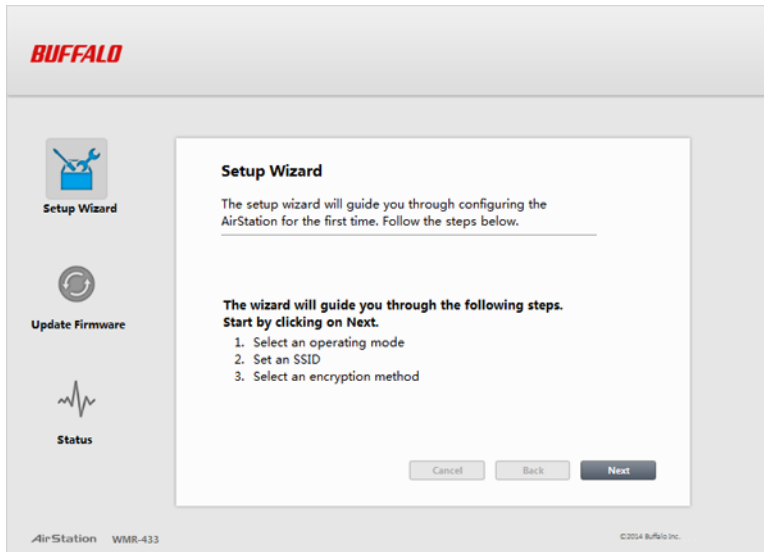 BUFFALO
Setup Wizard
Update Firmware
Status
Setup Wizard
The setup wizard will guide you through configuring the
AirStation for the first time. Follow the steps below.
The wizard will guide you through the following steps.
Start by clicking on Next.
1. Select an operating mode
2. Set an SSID
3. Select an encryption method
Cancel Back Next
AirStation WMR-433 ©2014 Buffalo Inc.